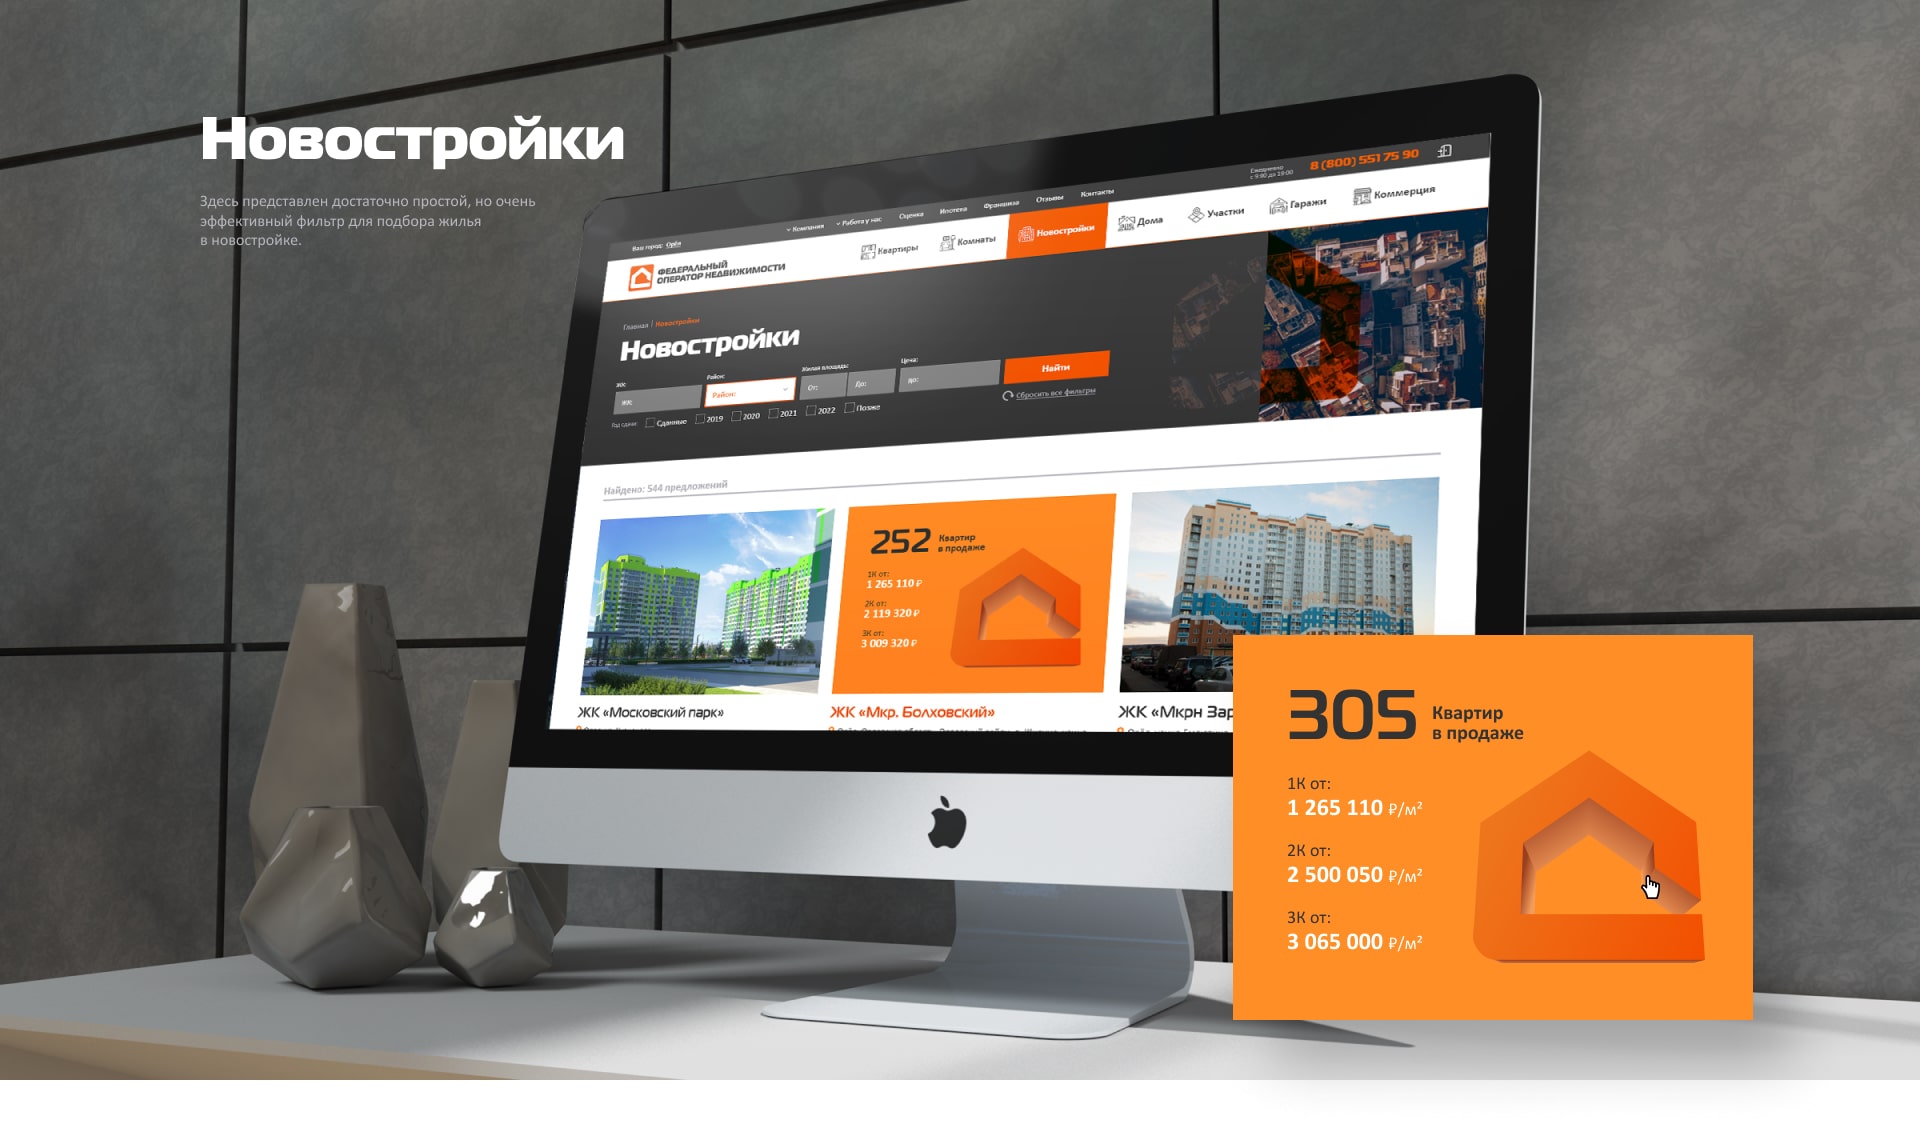 Новостройки
Здесь представлен достаточно простой, но очень
эффективный фильтр для подбора жилья
в новостройке.
Ваш город: Орёл
Компания
Работа у нас
Оценка
Ипотека
Франшиза
Отзывы
Контакты
Ежедневно
с 9:00 до 19:00
8 (800) 551 75 90
ФЕДЕРАЛЬНЫЙ
ОПЕРАТОР НЕДВИЖИМОСТИ
Квартиры
Комнаты
Новостройки
Дома
Участки
Гаражи
Коммерция
Главная | Новостройки
Новостройки
ЖК:
Район:
Жилая площадь:
Цена:
ЖК:
Район:
От:
До:
до:
Найти
Год сдачи:
Сданные
2019
2020
2021
2022
Позже
Сбросить все фильтры
Найдено: 544 предложений
252 Квартир
в продаже
1К от:
1 265 110 ₽
2К от:
2 119 320 ₽
3К от:
3 009 320 ₽
ЖК «Московский парк»
ЖК «Мкр. Болховский»
ЖК «Мкрн Зар
305 Квартир
в продаже
1К от:
1 265 110 ₽/м²
2К от:
2 500 050 ₽/м²
3К от:
3 065 000 ₽/м²